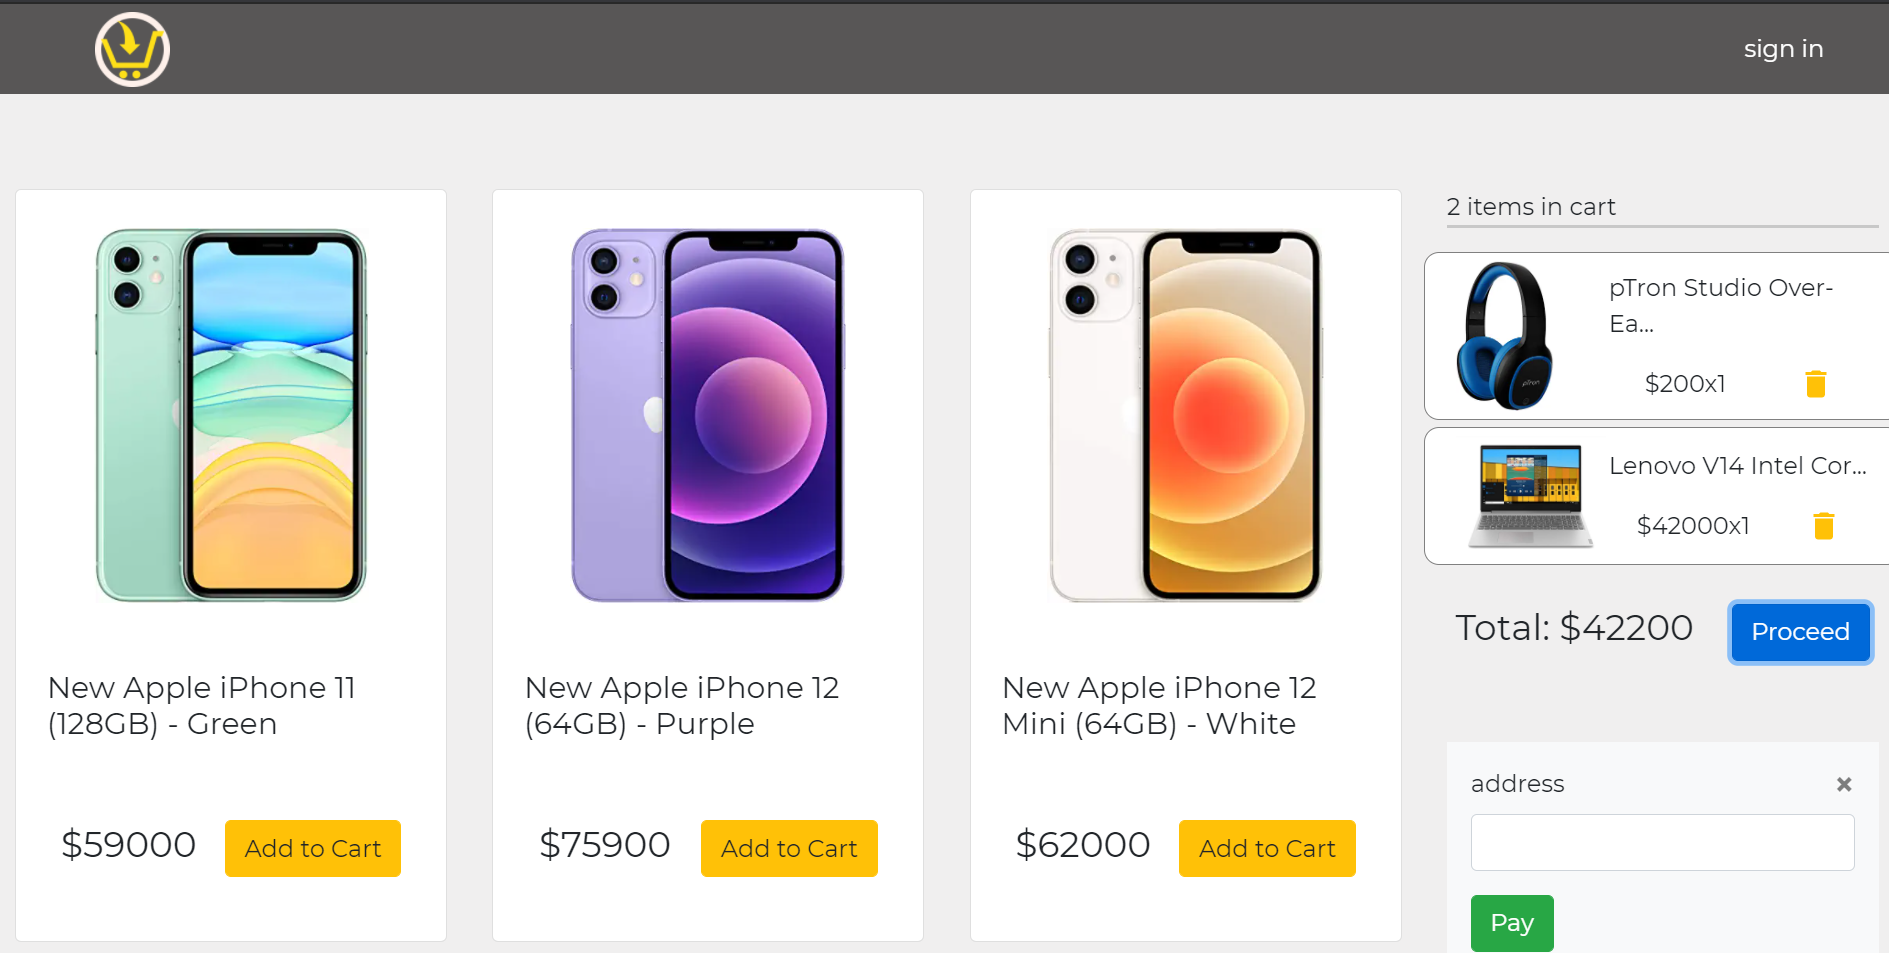 sign in
New Apple iPhone 11
(128GB) - Green
$59000
Add to Cart
New Apple iPhone 12
(64GB) - Purple
$75900
Add to Cart
New Apple iPhone 12
Mini (64GB) - White
$62000
Add to Cart
2 items in cart
pTron
pTron Studio Over-
Ea...
$200x1
Lenovo V14 Intel Cor...
$42000x1
Total: $42200
Proceed
address
Pay